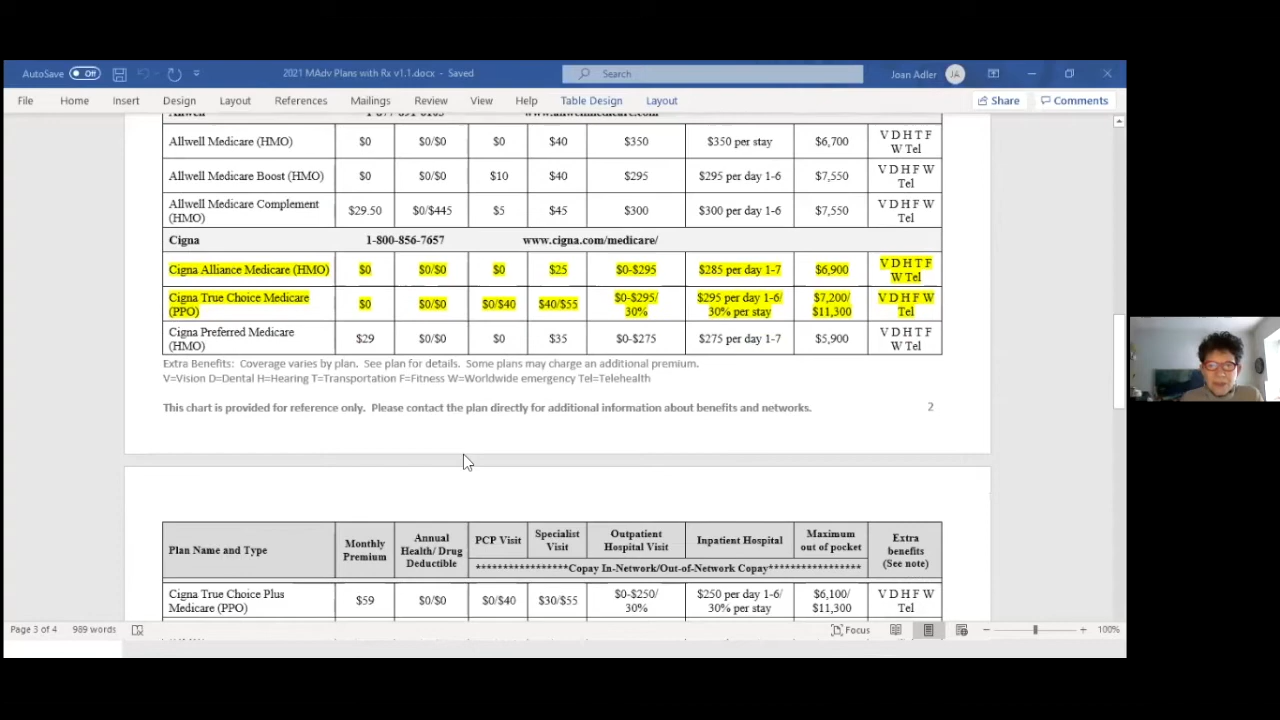 AutoSave Off 2021 MAdv Plans with Rx v1.1.docx - Saved Search Joan Adler JA
File Home Insert Design Layout References Mailings Review View Help Table Design Layout Share Comments
Allwell 1-877-891-6163 www.allwellmedicare.com
Allwell Medicare (HMO) $0 $0/$0 $0 $40 $350 $350 per stay $6,700 V D H T F
W Tel
Allwell Medicare Boost (HMO) $0 $0/$0 $10 $40 $295 $295 per day 1-6 $7,550 V D H F W
Tel
Allwell Medicare Complement
(HMO) $29.50 $0/$445 $5 $45 $300 $300 per day 1-6 $7,550 V D H F W
Tel
Cigna 1-800-856-7657 www.cigna.com/medicare/
Cigna Alliance Medicare (HMO) $0 $0/$0 $0 $25 $0-$295 $285 per day 1-7 $6,900 V D H T F
W Tel
Cigna True Choice Medicare
(PPO) $0 $0/$0 $0/$40 $40/$55 $0-$295/
30% $295 per day 1-6/
30% per stay $7,200/
$11,300 V D H F W
Tel
Cigna Preferred Medicare
(HMO) $29 $0/$0 $0 $35 $0-$275 $275 per day 1-7 $5,900 V D H T F
W Tel
Extra Benefits: Coverage varies by plan. See plan for details. Some plans may charge an additional premium.
V=Vision D=Dental H=Hearing T=Transportation F=Fitness W=Worldwide emergency Tel=Telehealth
This chart is provided for reference only. Please contact the plan directly for additional information about benefits and networks. 2
Plan Name and Type Monthly
Premium Annual
Health/ Drug
Deductible PCP Visit Specialist
Visit Outpatient
Hospital Visit Inpatient Hospital Maximum
out of pocket Extra
benefits
(See note)
*****************Copay In-Network/Out-of-Network Copay*****************
Cigna True Choice Plus
Medicare (PPO) $59 $0/$0 $0/$40 $30/$55 $0-$250/
30% $250 per day 1-6/
30% per stay $6,100/
$11,300 V D H F W
Tel
Page 3 of 4 989 words Focus 100%